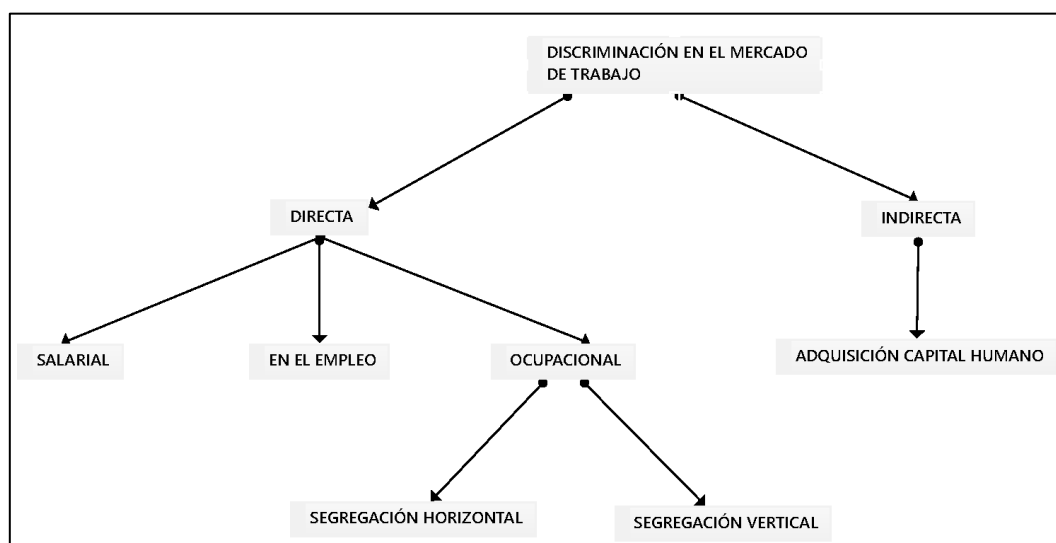 DISCRIMINACIÓN EN EL MERCADO
DE TRABAJO
DIRECTA
INDIRECTA
SALARIAL
EN EL EMPLEO
OCUPACIONAL
ADQUISICIÓN CAPITAL HUMANO
SEGREGACIÓN HORIZONTAL
SEGREGACIÓN VERTICAL